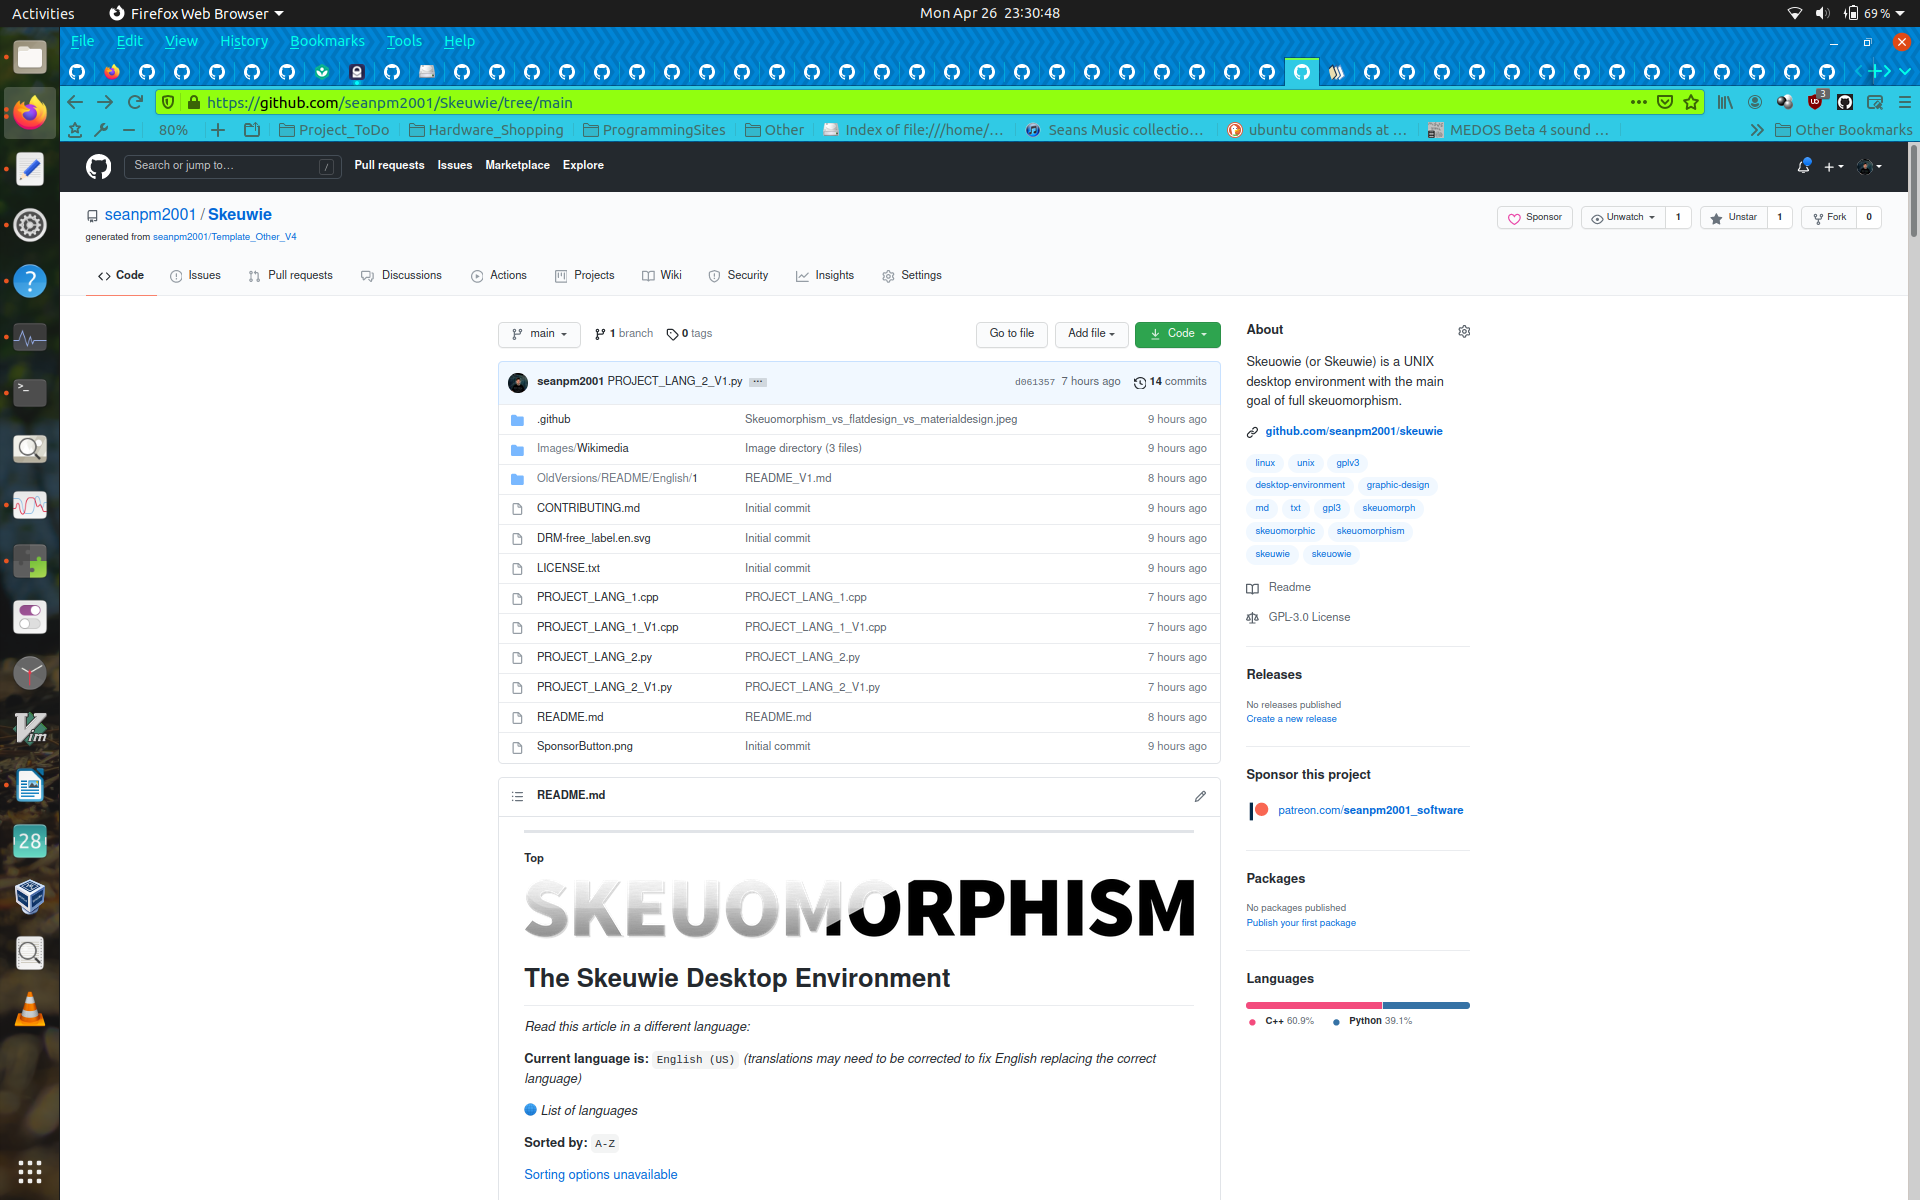 Activities
Firefox Web Browser
Mon Apr 26  23:30:48
69 %
File Edit View History Bookmarks Tools Help
https://github.com/seanpm2001/Skeuwie/tree/main
3
80%
Project_ToDo
Hardware_Shopping
ProgrammingSites
Other
Index of file:///home/...
Seans Music collectio...
ubuntu commands at ...
MEDOS Beta 4 sound ...
Other Bookmarks
Search or jump to...
/
Pull requests Issues Marketplace Explore
seanpm2001 / Skeuwie
generated from seanpm2001/Template_Other_V4
Sponsor
Unwatch 1
Unstar 1
Fork 0
Code Issues Pull requests Discussions Actions Projects Wiki Security Insights Settings
main
1 branch
0 tags
Go to file
Add file
Code
seanpm2001 PROJECT_LANG_2_V1.py ...
d061357 7 hours ago
14 commits
.github Skeuomorphism_vs_flatdesign_vs_materialdesign.jpeg 9 hours ago
Images/Wikimedia Image directory (3 files) 9 hours ago
OldVersions/README/English/1 README_V1.md 8 hours ago
CONTRIBUTING.md Initial commit 9 hours ago
DRM-free_label.en.svg Initial commit 9 hours ago
LICENSE.txt Initial commit 9 hours ago
PROJECT_LANG_1.cpp PROJECT_LANG_1.cpp 7 hours ago
PROJECT_LANG_1_V1.cpp PROJECT_LANG_1_V1.cpp 7 hours ago
PROJECT_LANG_2.py PROJECT_LANG_2.py 7 hours ago
PROJECT_LANG_2_V1.py PROJECT_LANG_2_V1.py 7 hours ago
README.md README.md 8 hours ago
SponsorButton.png Initial commit 9 hours ago
README.md
Top
SKEUOMORPHISM
The Skeuwie Desktop Environment
Read this article in a different language:
Current language is: English (US) (translations may need to be corrected to fix English replacing the correct
language)
List of languages
Sorted by: A-Z
Sorting options unavailable
About
Skeuowie (or Skeuwie) is a UNIX
desktop environment with the main
goal of full skeuomorphism.
github.com/seanpm2001/skeuwie
linux unix gplv3
desktop-environment graphic-design
md txt gpl3 skeuomorph
skeuomorphic skeuomorphism
skeuwie skeuowie
Readme
GPL-3.0 License
Releases
No releases published
Create a new release
Sponsor this project
patreon.com/seanpm2001_software
Packages
No packages published
Publish your first package
Languages
C++ 60.9% Python 39.1%
?
>_
Vim
28